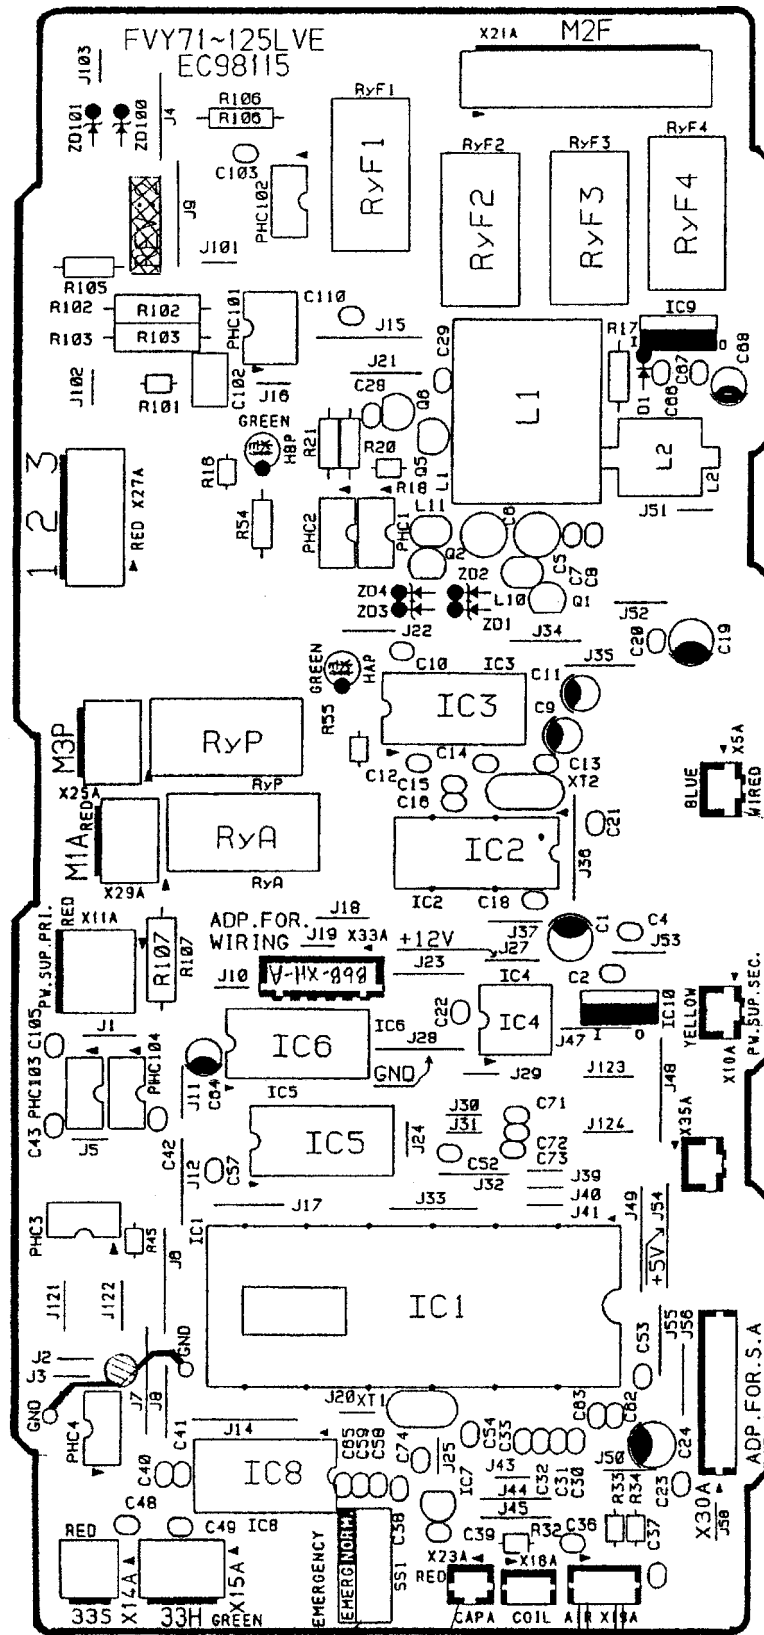 FVY71~125LVE
EC98115
X21A
M2F
J103
ZD101
ZD100
J4
R106
R106
RyF1
RyF1
C103
PHC102
RyF2
RyF2
RyF3
RyF3
RyF4
RyF4
J9
J101
R105
R102
R102
R103
R103
PHC101
C110
J15
J21
C29
R17
IC9
I
O
C68
C67
C66
D1
J102
R101
C102
J16
C28
Q6
L1
L1
L2
L2
GREEN
HBP
R16
R21
R20
Q5
R18
J51
1 2 3
RED X27A
R54
PHC2
PHC1
L11
C6
Q2
C5
C7
C8
ZD4
ZD2
ZD3
ZD1
L10
Q1
J52
J22
J34
C20
C19
GREEN
HAP
C10
IC3
C11
J35
IC3
C9
R55
C12
C14
C13
M3P
X25A
RyP
RyP
C15
C16
XT2
X5A
BLUE
WIRED
M1A
RED
X29A
RyA
RyA
IC2
IC2
C18
C21
J36
PW.SUP.PRI.
RED
X11A
R107
R107
ADP.FOR.
WIRING
J18
J19
X33A
+12V
J37
J27
C1
C4
J53
J10
B6B-XH-A
J23
IC4
IC4
C2
IC10
I
O
YELLOW
PW.SUP.SEC.
X10A
C105
J1
PHC103
PHC104
C64
J11
IC6
IC6
J28
C22
GND
J47
J29
J123
J48
C43
J5
C42
IC5
IC5
J24
J30
J31
C71
C72
C73
J124
X35A
J12
C57
C52
J32
J39
J40
J41
J17
J33
J49
J54
+5V
PHC3
R45
J6
IC1
IC1
J121
J122
J2
J3
GND
GND
J7
J8
C53
J55
J56
PHC4
J20
XT1
C63
C62
C41
J14
C40
IC8
IC8
C65
C59
C58
C74
J25
C54
C33
C32
C31
C30
J43
J44
J45
IC7
J50
C24
C23
ADP.FOR.S.A
X30A
J58
C48
C49
C38
C39
R32
C36
R33
R34
C37
RED
33S
X14A
33H
X15A
GREEN
EMERGENCY
EMERG
NORM.
SS1
X23A
RED
X18A
CAPA
COIL
AIR
X19A